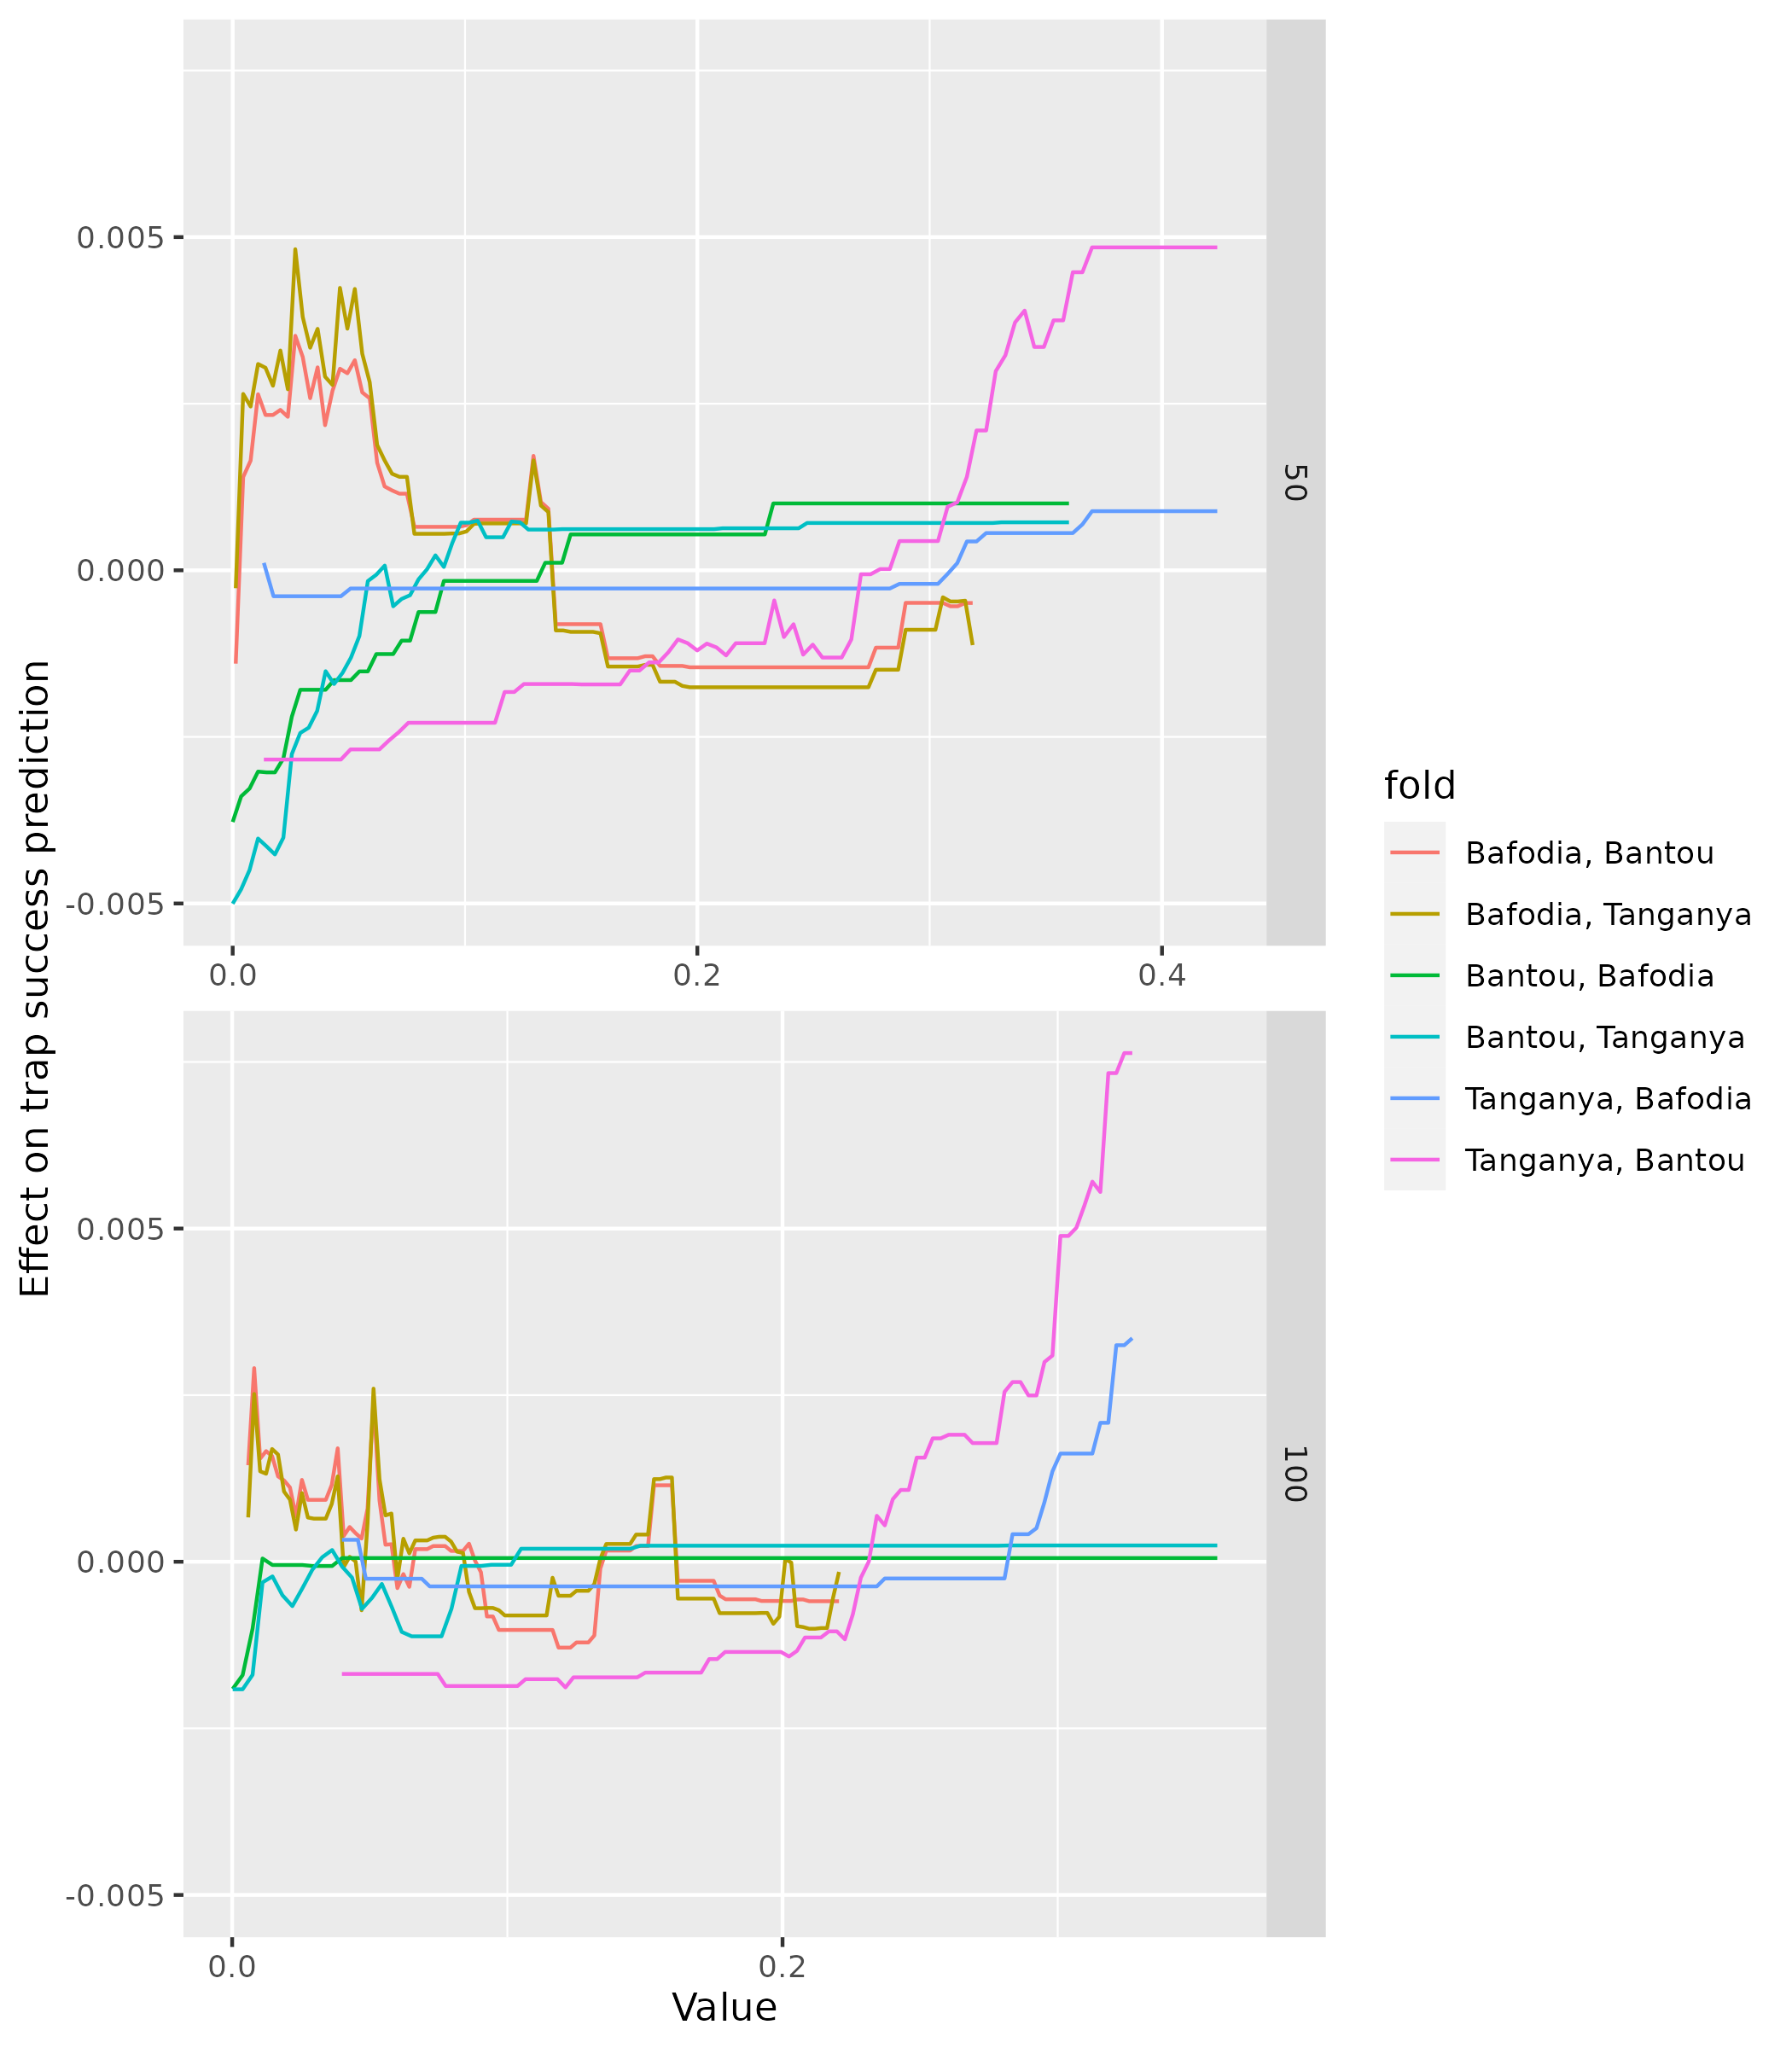 Effect on trap success prediction
0.005
0.000
-0.005
0.0
0.2
0.4
50
0.005
0.000
-0.005
0.0
0.2
100
Value
fold
Bafodia, Bantou
Bafodia, Tanganya
Bantou, Bafodia
Bantou, Tanganya
Tanganya, Bafodia
Tanganya, Bantou